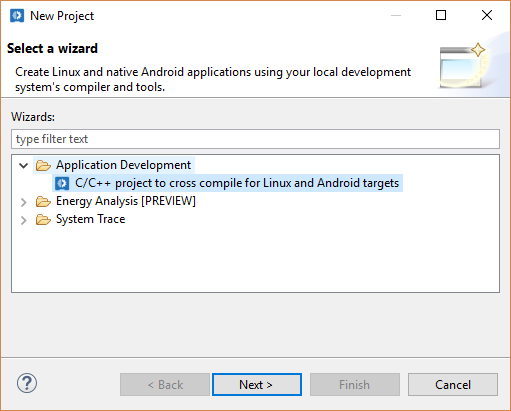 New Project
Select a wizard
Create Linux and native Android applications using your local development
system's compiler and tools.
Wizards:
type filter text
Application Development
C/C++ project to cross compile for Linux and Android targets
Energy Analysis [PREVIEW]
System Trace
?
< Back
Next >
Finish
Cancel